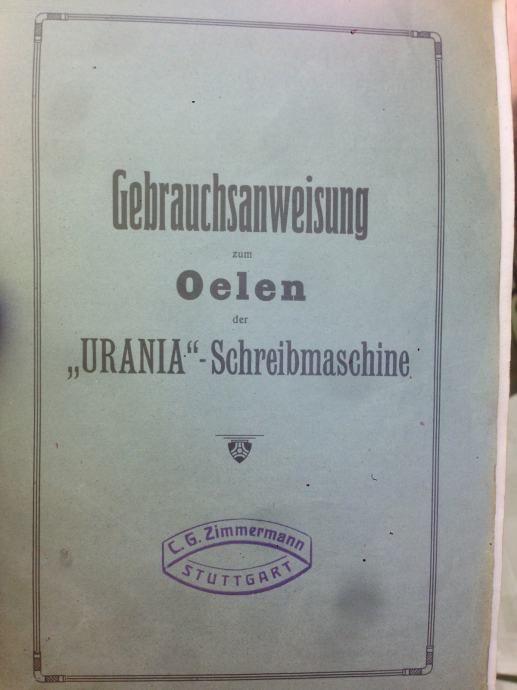 Gebrauchsanweisung
zum
Oelen
der
„URANIA“-Schreibmaschine
C. G. Zimmermann
STUTTGART